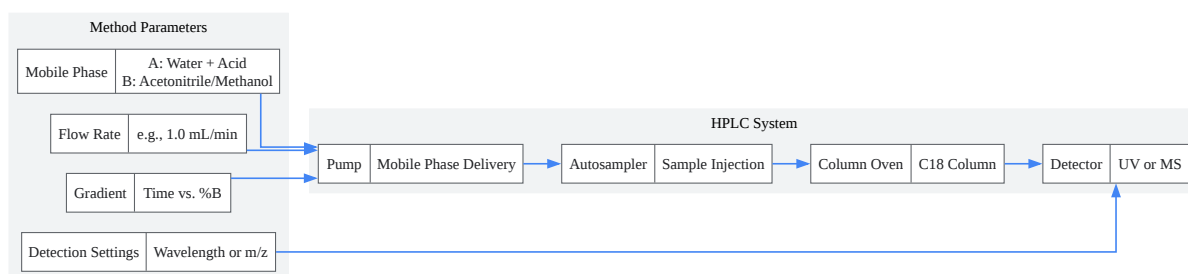 Method Parameters
Mobile Phase
A: Water + Acid
B: Acetonitrile/Methanol
Flow Rate
e.g., 1.0 mL/min
Gradient
Time vs. %B
Detection Settings
Wavelength or m/z
HPLC System
Pump
Mobile Phase Delivery
Autosampler
Sample Injection
Column Oven
C18 Column
Detector
UV or MS